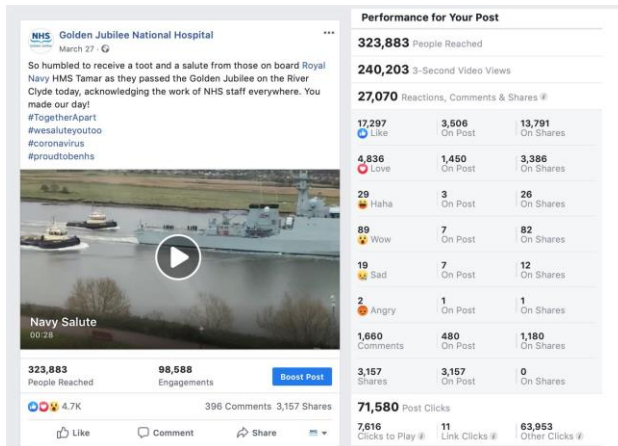 NHS
Golden Jubilee National Hospital
March 27 ·
So humbled to receive a toot and a salute from those on board Royal
Navy HMS Tamar as they passed the Golden Jubilee on the River
Clyde today, acknowledging the work of NHS staff everywhere. You
made our day!
#TogetherApart
#wesaluteyoutoo
#coronavirus
#proudtobenhs
Navy Salute
00:28
323,883 98,588
People Reached Engagements Boost Post
4.7K 396 Comments 3,157 Shares
Like Comment Share
Performance for Your Post
323,883 People Reached
240,203 3-Second Video Views
27,070 Reactions, Comments & Shares
17,297 3,506 13,791
Like On Post On Shares
4,836 1,450 3,386
Love On Post On Shares
29 3 26
Haha On Post On Shares
89 7 82
Wow On Post On Shares
19 7 12
Sad On Post On Shares
2 1 1
Angry On Post On Shares
1,660 480 1,180
Comments On Post On Shares
3,157 3,157 0
Shares On Post On Shares
71,580 Post Clicks
7,616 11 63,953
Clicks to Play Link Clicks Other Clicks